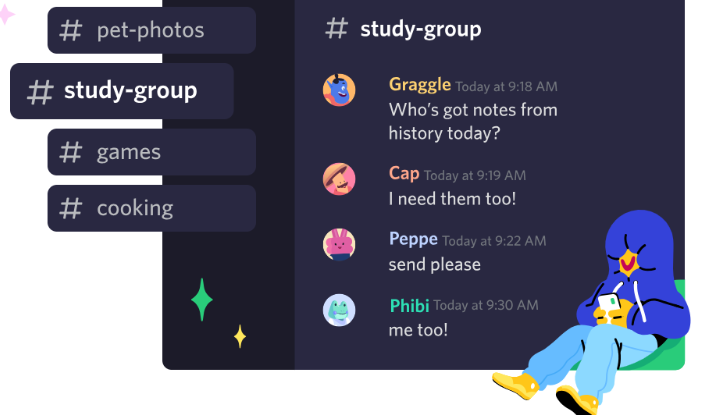 # pet-photos
# study-group
# games
# cooking
# study-group
Graggle Today at 9:18 AM
Who's got notes from
history today?
Cap Today at 9:19 AM
I need them too!
Peppe Today at 9:22 AM
send please
Phibi Today at 9:30 AM
me too!